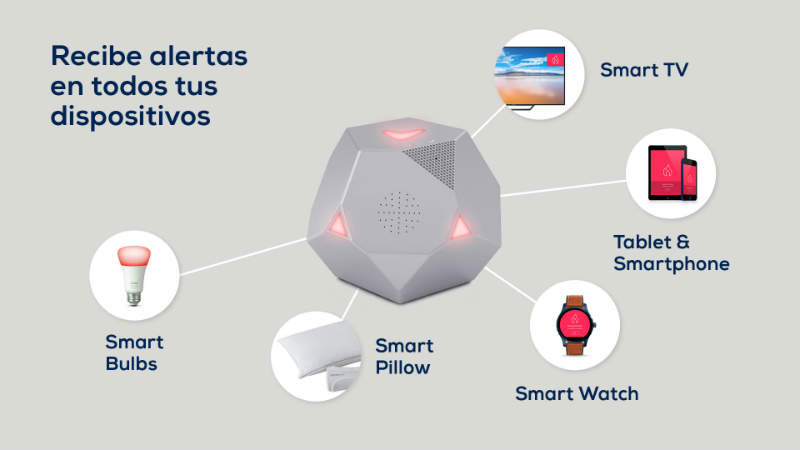 Recibe alertas
en todos tus
dispositivos
Smart TV
Tablet &
Smartphone
Smart
Bulbs
Smart
Pillow
Smart Watch